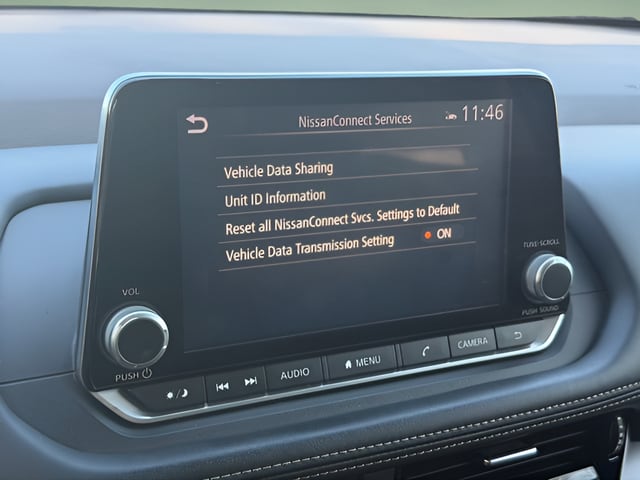 NissanConnect Services
11:46
Vehicle Data Sharing
Unit ID Information
Reset all NissanConnect Svcs. Settings to Default
Vehicle Data Transmission Setting ON
VOL
PUSH
TUNE·SCROLL
PUSH SOUND
AUDIO
MENU
CAMERA